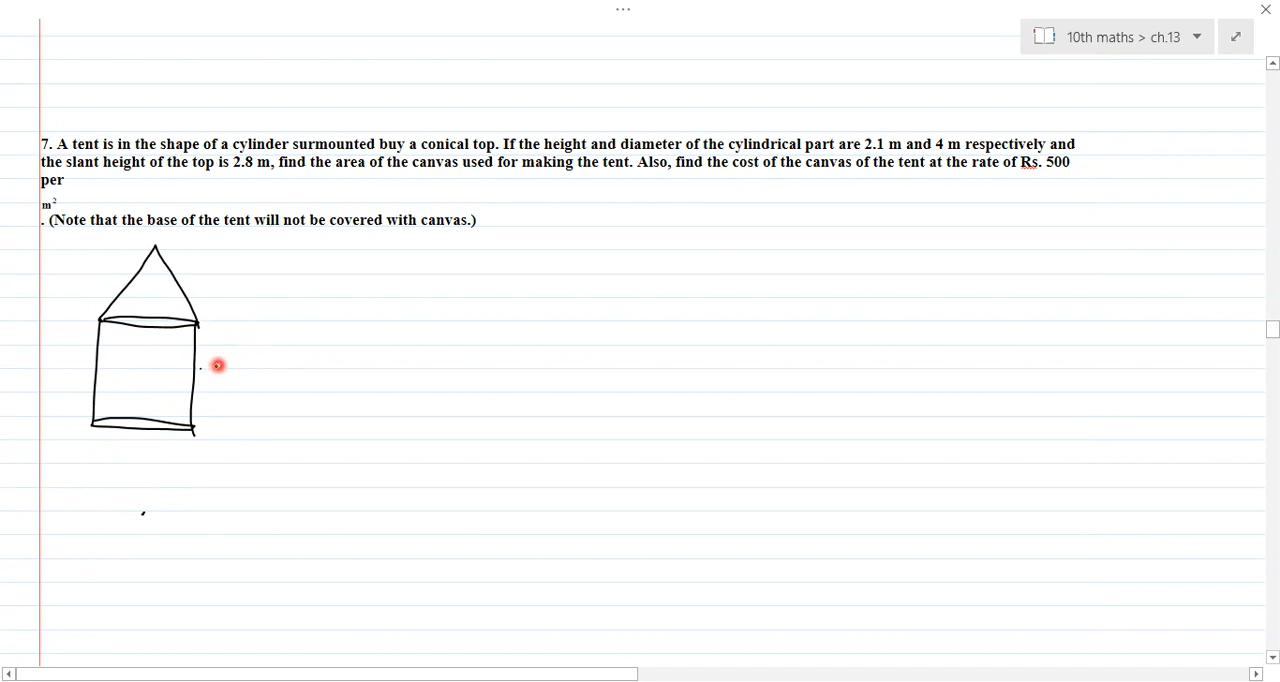 10th maths > ch.13
7. A tent is in the shape of a cylinder surmounted buy a conical top. If the height and diameter of the cylindrical part are 2.1 m and 4 m respectively and
the slant height of the top is 2.8 m, find the area of the canvas used for making the tent. Also, find the cost of the canvas of the tent at the rate of Rs. 500
per
m²
. (Note that the base of the tent will not be covered with canvas.)